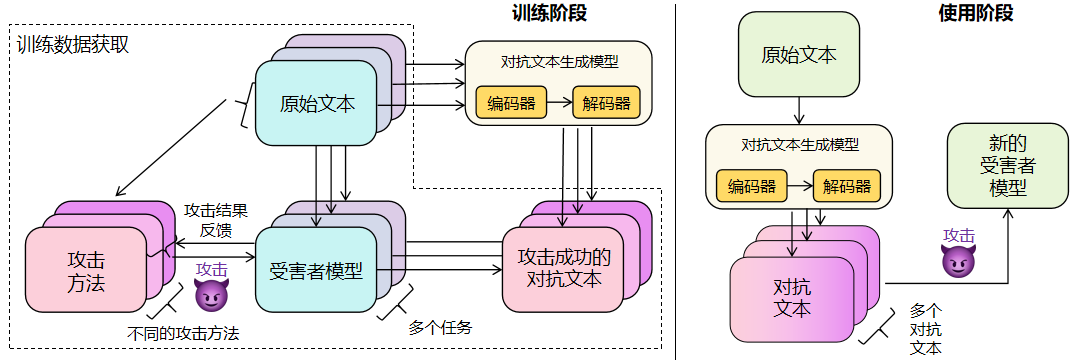 训练阶段
训练数据获取
原始文本
对抗文本生成模型
编码器
解码器
攻击结果
反馈
攻击
方法
攻击
受害者模型
攻击成功的
对抗文本
不同的攻击方法
多个任务
使用阶段
原始文本
对抗文本生成模型
编码器
解码器
新的
受害者
模型
攻击
对抗
文本
多个
对抗
文本